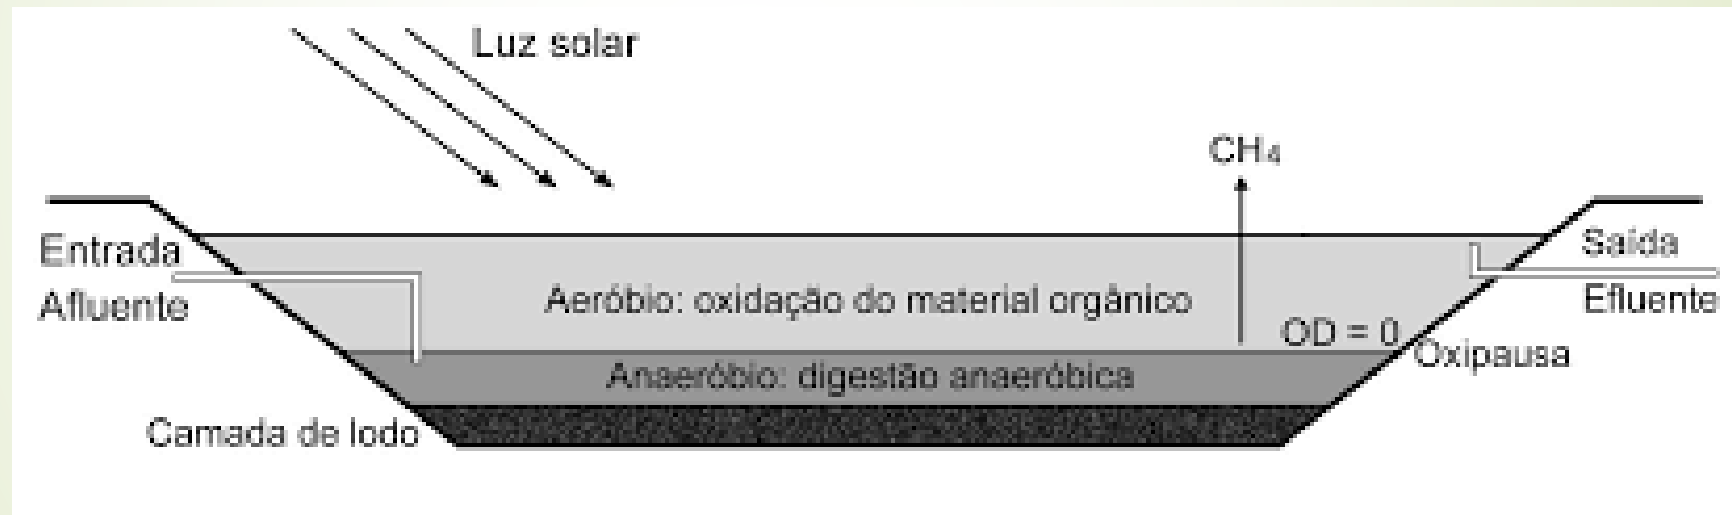 Luz solar
CH₄
Entrada
Afluente
Saída
Efluente
Aeróbio: oxidação do material orgânico
OD = 0
Oxipausa
Anaeróbio: digestão anaeróbica
Camada de lodo